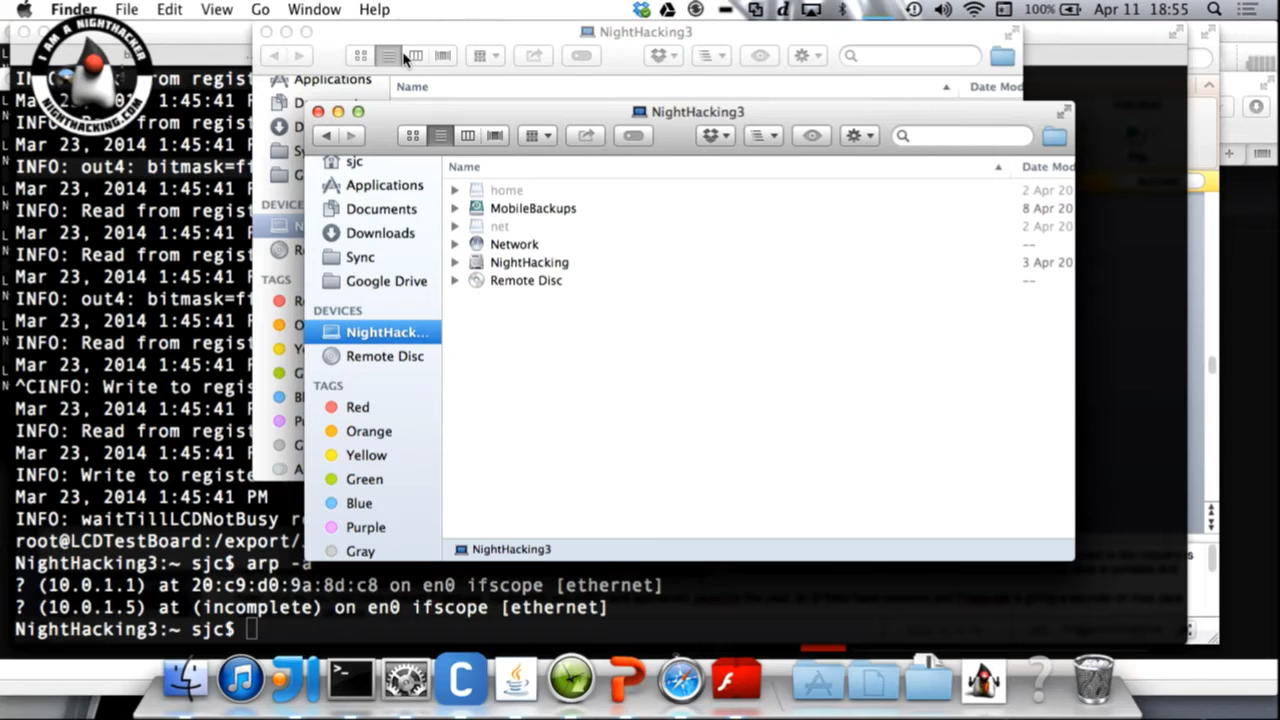 Finder File Edit View Go Window Help 100% Apr 11 18:55
I AM A NIGHTHACKER
NIGHTHACKING.COM
NightHacking3
Applications
Name
Date Mod
NightHacking3
sjc
Applications
Documents
Downloads
Sync
Google Drive
DEVICES
NightHack...
Remote Disc
TAGS
Red
Orange
Yellow
Green
Blue
Purple
Gray
Name Date Mod
home 2 Apr 20
MobileBackups 8 Apr 20
net 2 Apr 20
Network --
NightHacking 3 Apr 20
Remote Disc --
NightHacking3
DEVICES
TAGS
INFO: Read from regis
Mar 23, 2014 1:45:41 P
INFO: out4: bitmask=ff
Mar 23, 2014 1:45:41 P
INFO: Read from regist
Mar 23, 2014 1:45:41 P
INFO: Read from regist
Mar 23, 2014 1:45:41 P
INFO: out4: bitmask=ff
Mar 23, 2014 1:45:41 P
INFO: Read from regist
Mar 23, 2014 1:45:41 P
^CINFO: Write to regis
Mar 23, 2014 1:45:41 P
INFO: Read from regist
Mar 23, 2014 1:45:41 P
INFO: Write to registe
Mar 23, 2014 1:45:41 PM
INFO: waitTillLCDNotBusy re
root@LCDTestBoard:/export/
NightHacking3:~ sjc$ arp -a
? (10.0.1.1) at 20:c9:d0:9a:8d:c8 on en0 ifscope [ethernet]
? (10.0.1.5) at (incomplete) on en0 ifscope [ethernet]
NightHacking3:~ sjc$